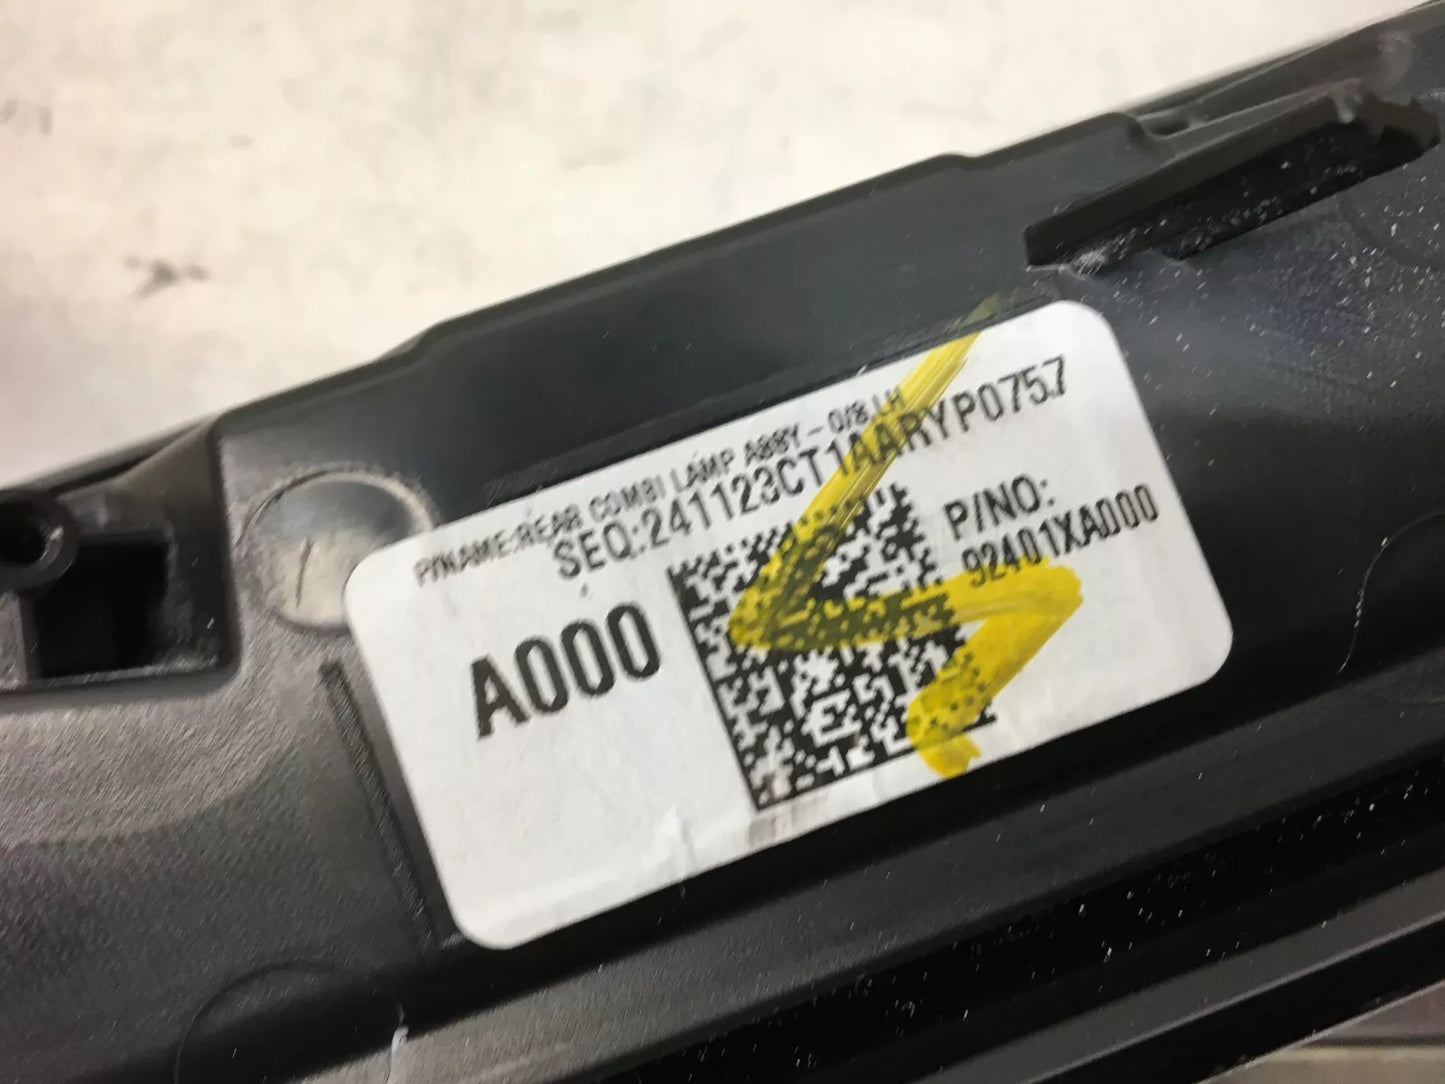 P/NAME:REAR COMBI LAMP ASSY - O/S,LH
SEQ:241123CT1AARYP0757
A000
P/NO:
92401XA000